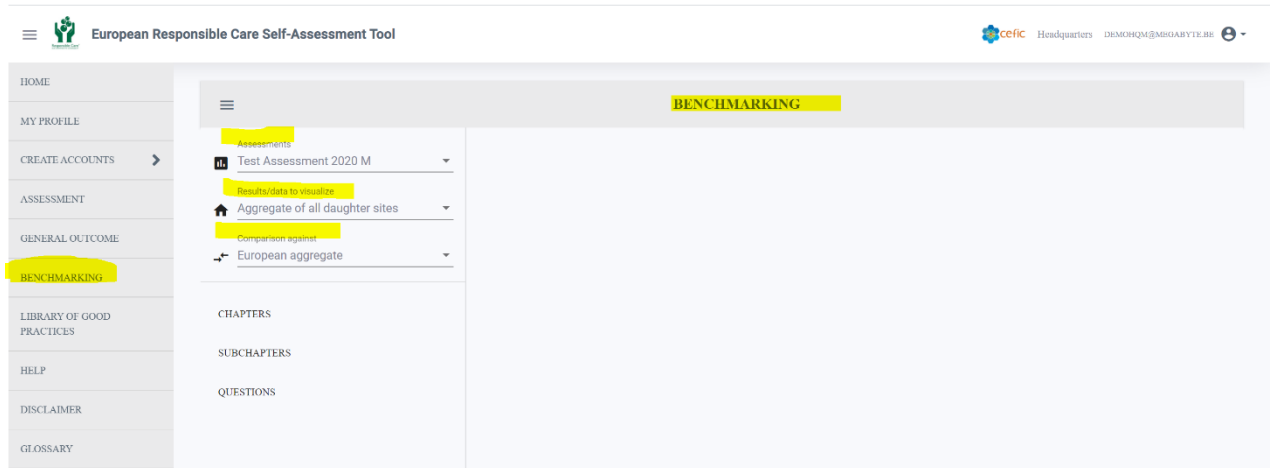 European Responsible Care Self-Assessment Tool
cefic Headquarters DEMOHQM@MEGABYTE.BE
HOME
MY PROFILE
CREATE ACCOUNTS
ASSESSMENT
GENERAL OUTCOME
BENCHMARKING
LIBRARY OF GOOD
PRACTICES
HELP
DISCLAIMER
GLOSSARY
BENCHMARKING
Assessments
Test Assessment 2020 M
Results/data to visualize
Aggregate of all daughter sites
Comparison against
European aggregate
CHAPTERS
SUBCHAPTERS
QUESTIONS